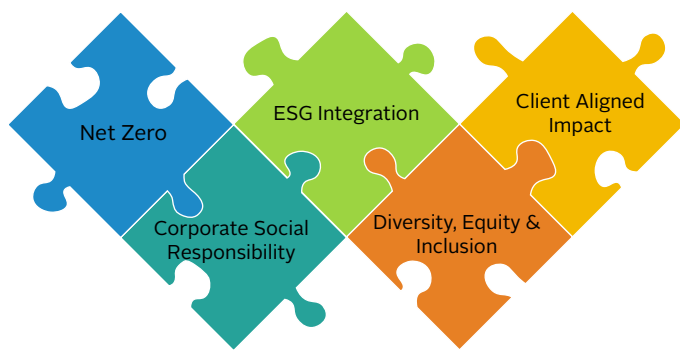 Net Zero
ESG Integration
Client Aligned
Impact
Corporate Social
Responsibility
Diversity, Equity &
Inclusion